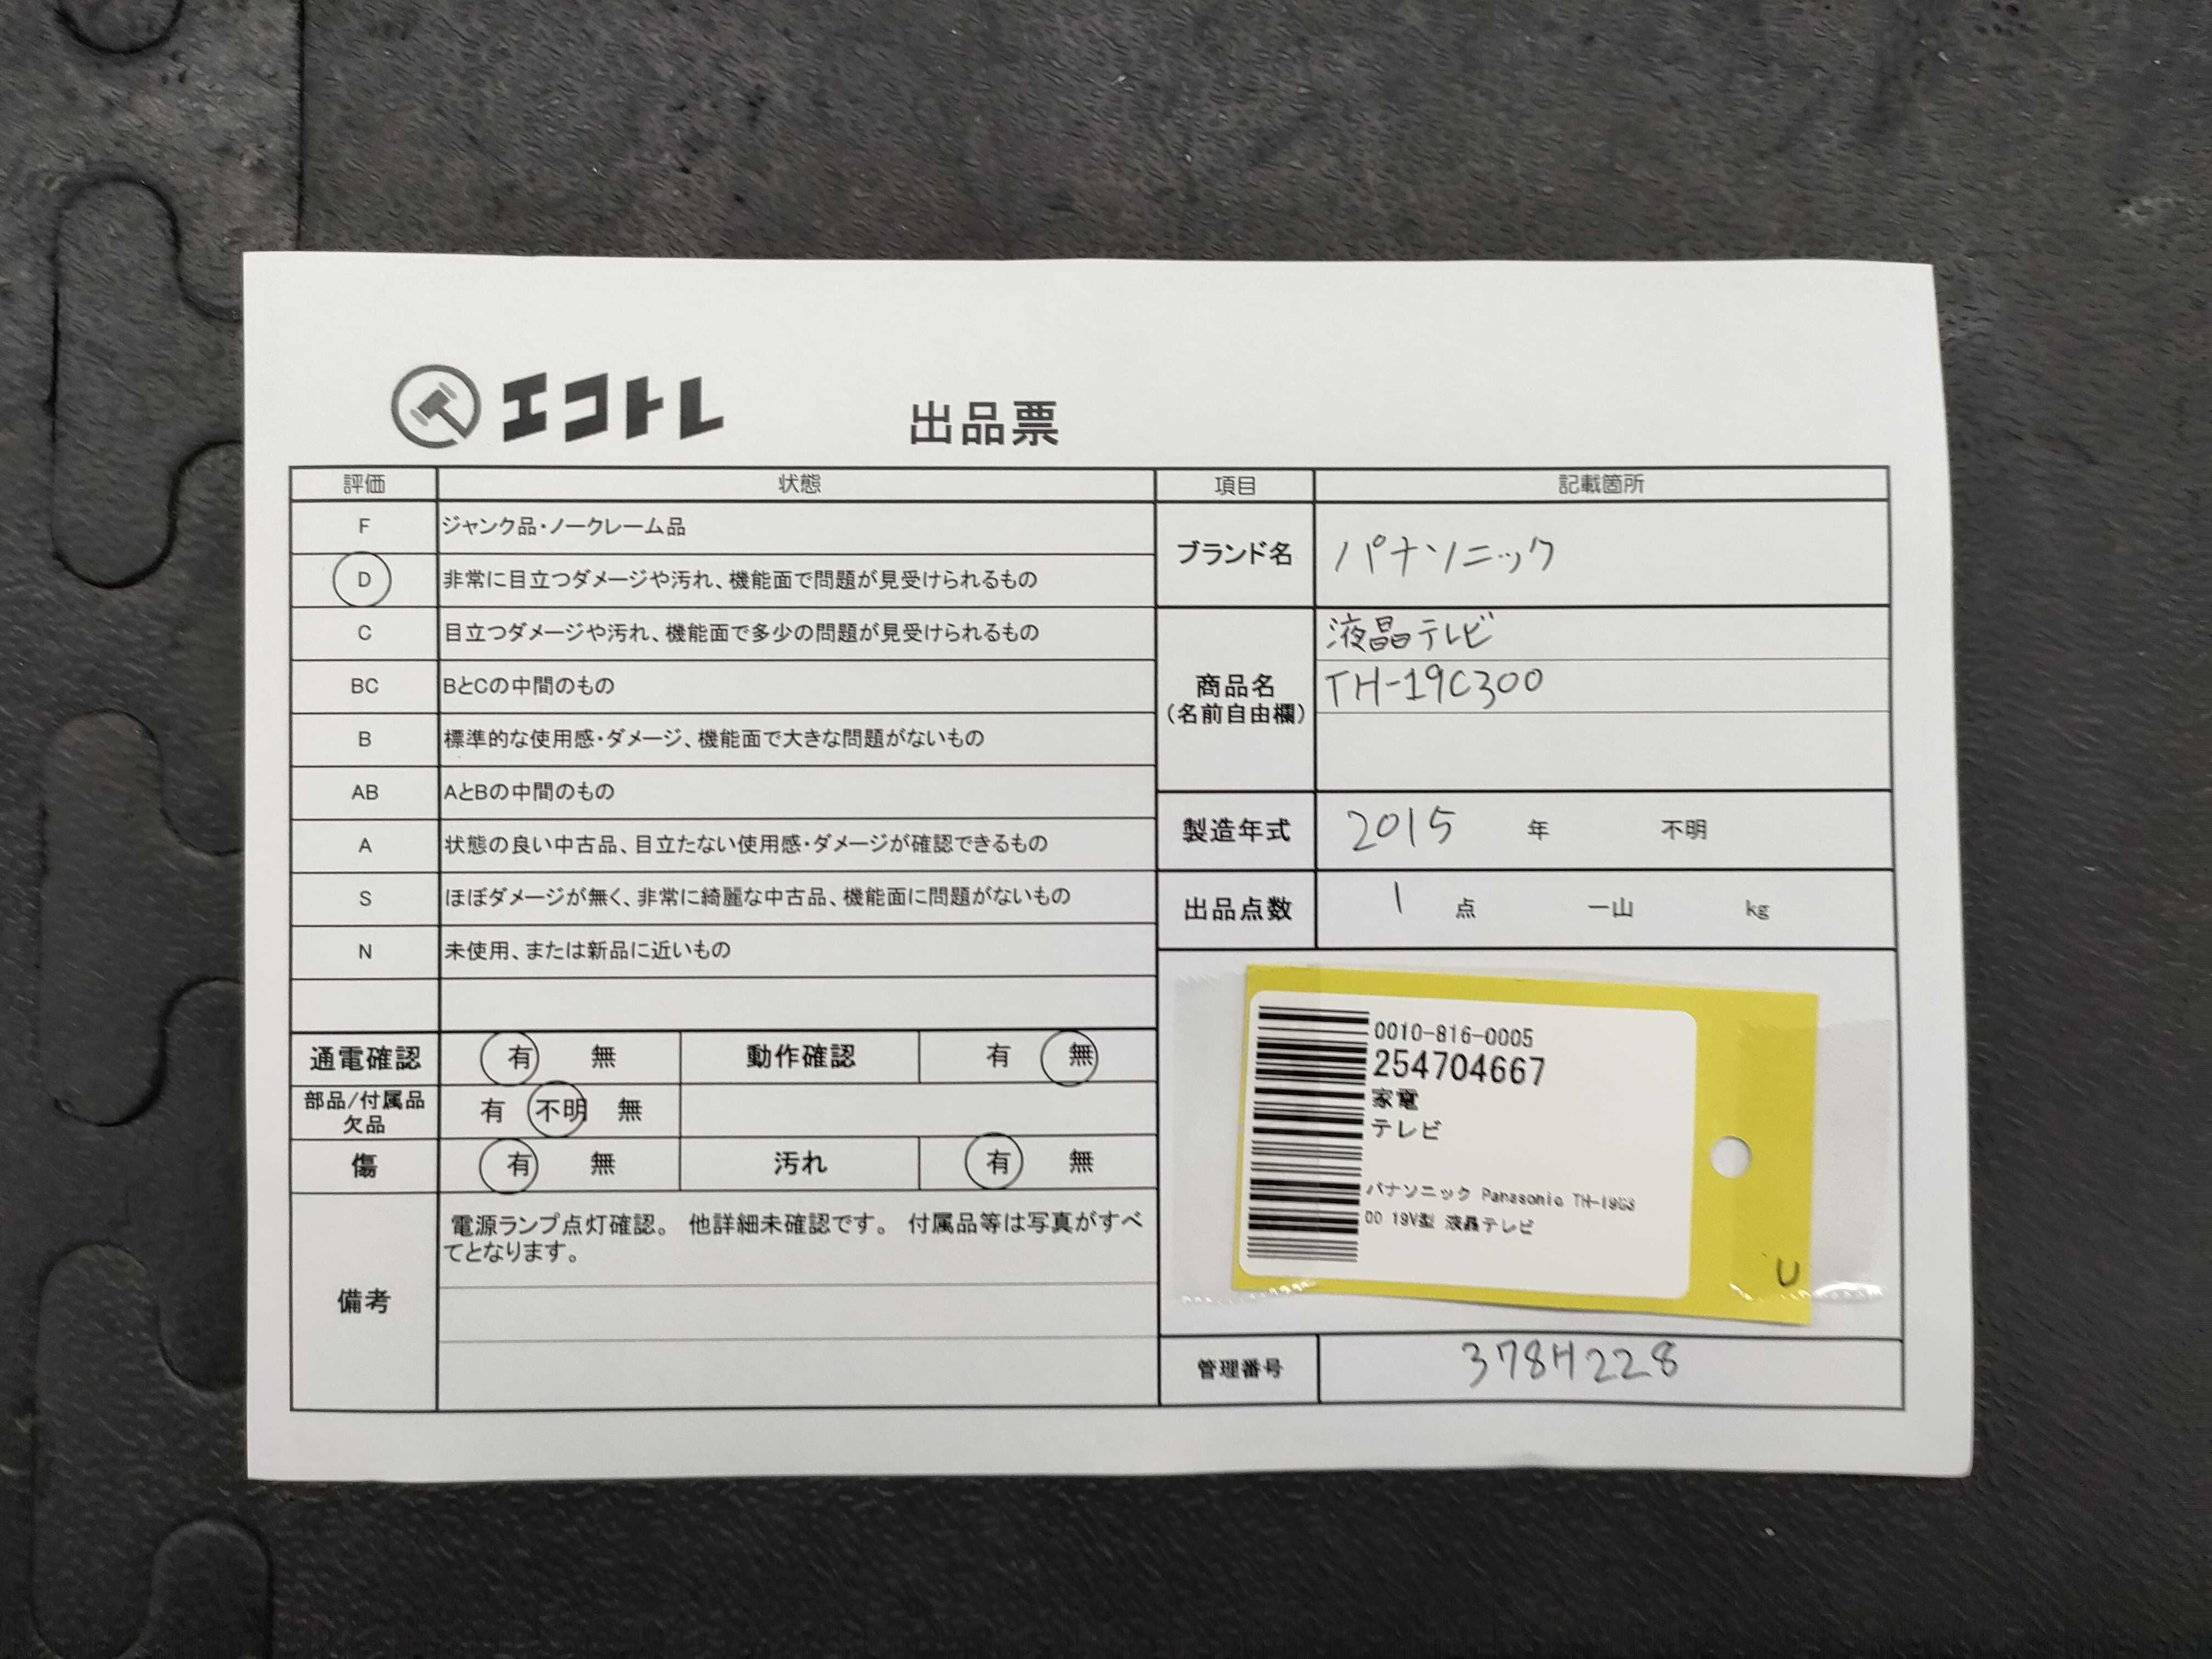 エコトレ 出品票
評価 状態 項目 記載箇所
F ジャンク品・ノークレーム品
D 非常に目立つダメージや汚れ、機能面で問題が見受けられるもの
C 目立つダメージや汚れ、機能面で多少の問題が見受けられるもの
BC BとCの中間のもの
B 標準的な使用感・ダメージ、機能面で大きな問題がないもの
AB AとBの中間のもの
A 状態の良い中古品、目立たない使用感・ダメージが確認できるもの
S ほぼダメージが無く、非常に綺麗な中古品、機能面に問題がないもの
N 未使用、または新品に近いもの
通電確認 有 無 動作確認 有 無
部品/付属品
欠品
有 不明 無
傷 有 無 汚れ 有 無
備考
電源ランプ点灯確認。 他詳細未確認です。 付属品等は写真がすべ
てとなります。
ブランド名 パナソニック
商品名
(名前自由欄)
液晶テレビ
TH-19C300
製造年式 2015 年 不明
出品点数 1 点 一山 kg
0010-816-0005
254704667
家電
テレビ
パナソニック Panasonic TH-19C3
00 19V型 液晶テレビ
U
管理番号 378H228